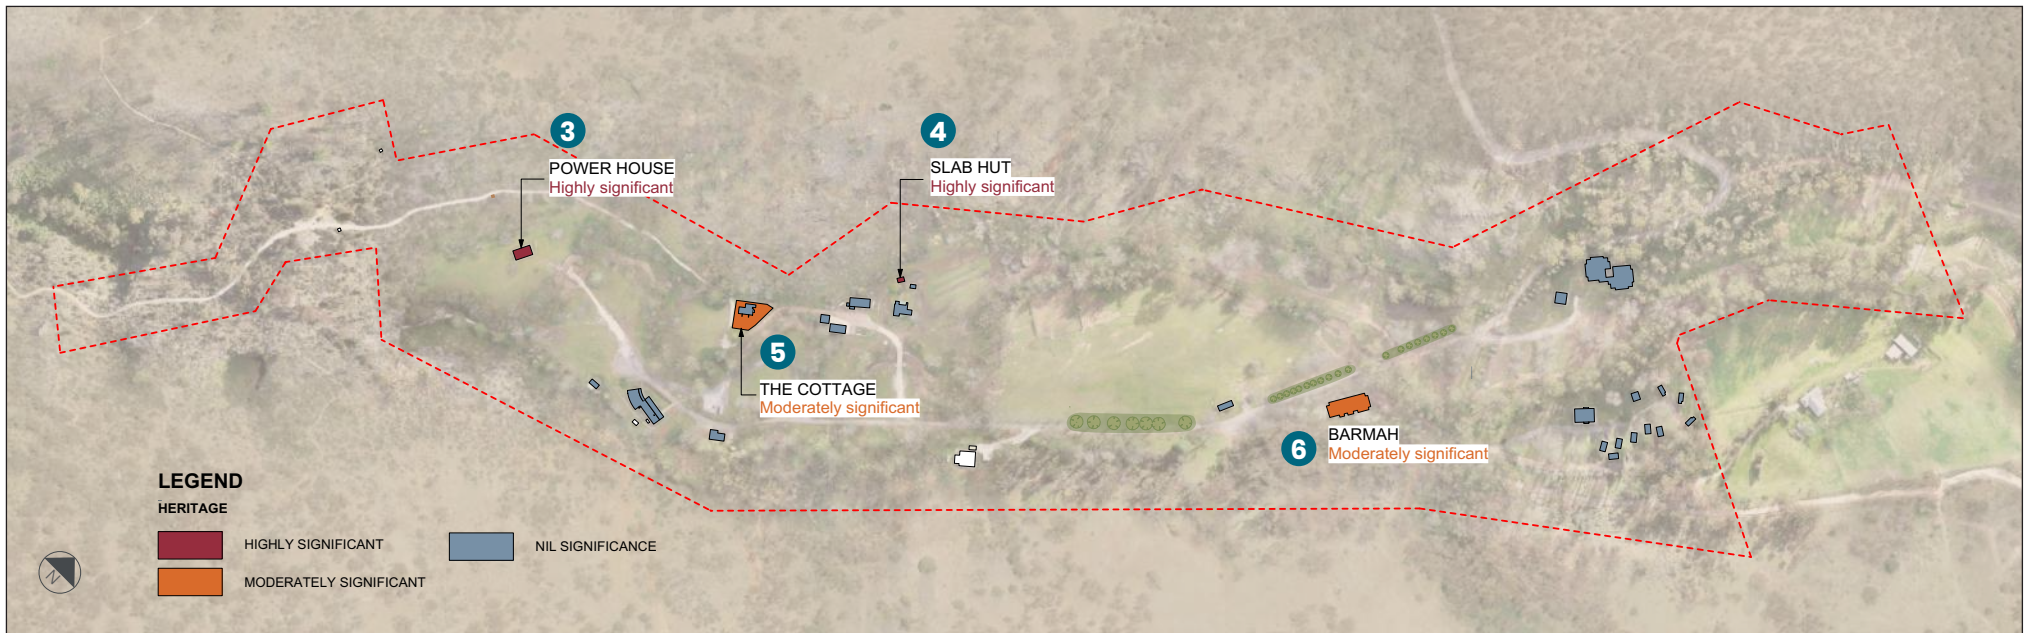 3
POWER HOUSE
Highly significant
4
SLAB HUT
Highly significant
5
THE COTTAGE
Moderately significant
6
BARMAH
Moderately significant
LEGEND
HERITAGE
HIGHLY SIGNIFICANT
NIL SIGNIFICANCE
MODERATELY SIGNIFICANT
N